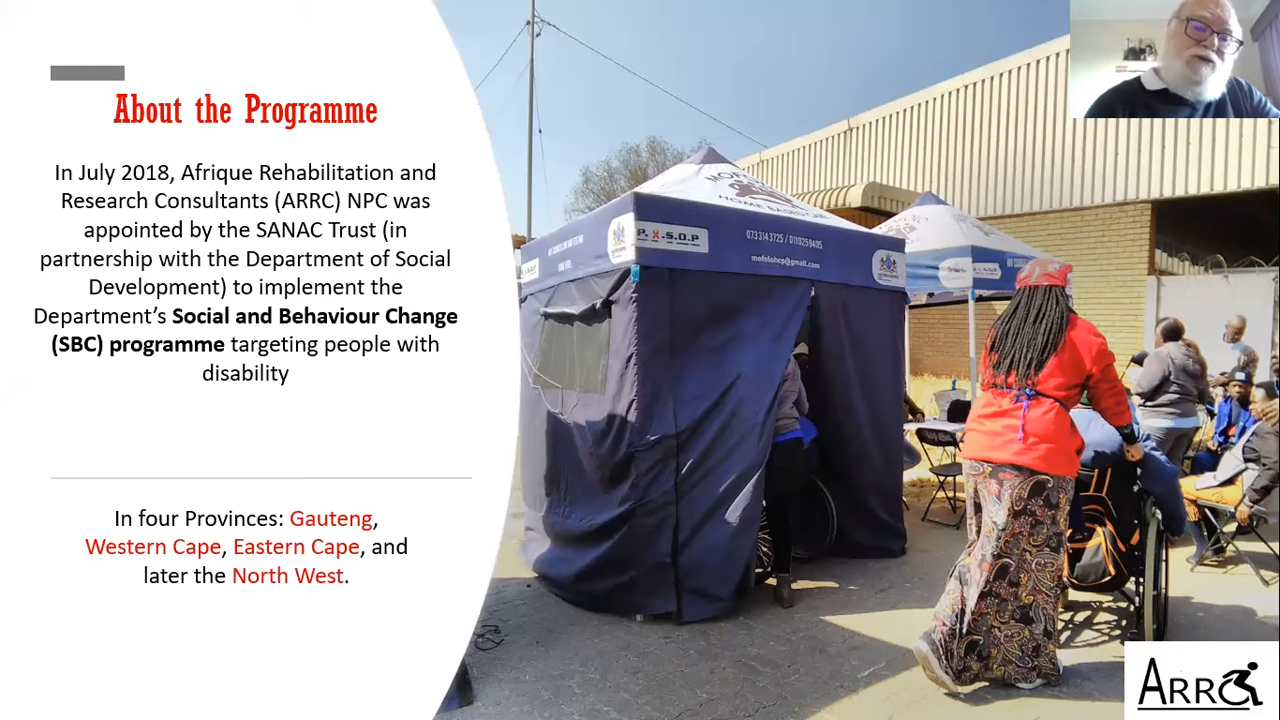 About the Programme
In July 2018, Afrique Rehabilitation and
Research Consultants (ARRC) NPC was
appointed by the SANAC Trust (in
partnership with the Department of Social
Development) to implement the
Department's Social and Behaviour Change
(SBC) programme targeting people with
disability
In four Provinces: Gauteng,
Western Cape, Eastern Cape, and
later the North West.
HOME BASED
P. .S.O.P
073 314 3725 / 0110259405
mofolohcp@gmail.com
ARRC